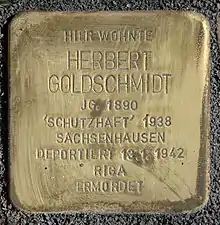 HIER WOHNTE
HERBERT
GOLDSCHMIDT
JG. 1890
'SCHUTZHAFT' 1938
SACHSENHAUSEN
DEPORTIERT 13.1.1942
RIGA
ERMORDET